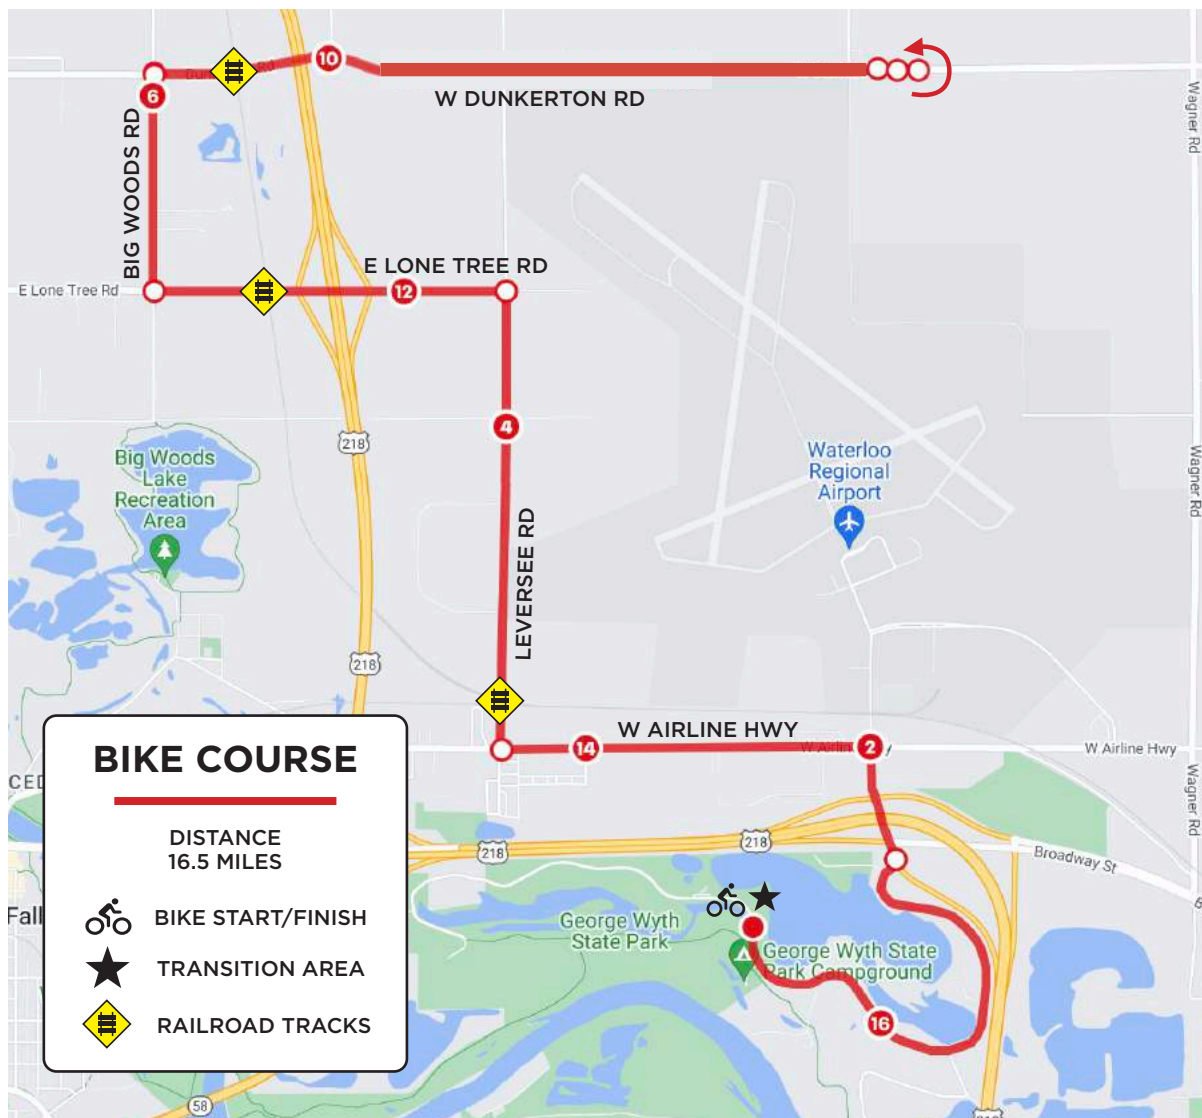 10
Wagner Rd
W DUNKERTON RD
6
BIG WOODS RD
E LONE TREE RD
E Lone Tree Rd
12
4
218
Big Woods
Lake
Recreation
Area
Waterloo
Regional
Airport
Wagner Rd
LEVERSEE RD
218
W AIRLINE HWY
14
2
W Airline Hwy
Wagner Rd
BIKE COURSE
DISTANCE
16.5 MILES
BIKE START/FINISH
TRANSITION AREA
RAILROAD TRACKS
CED
Fall
218
218
Broadway St
George Wyth
State Park
George Wyth State
Park Campground
16
58